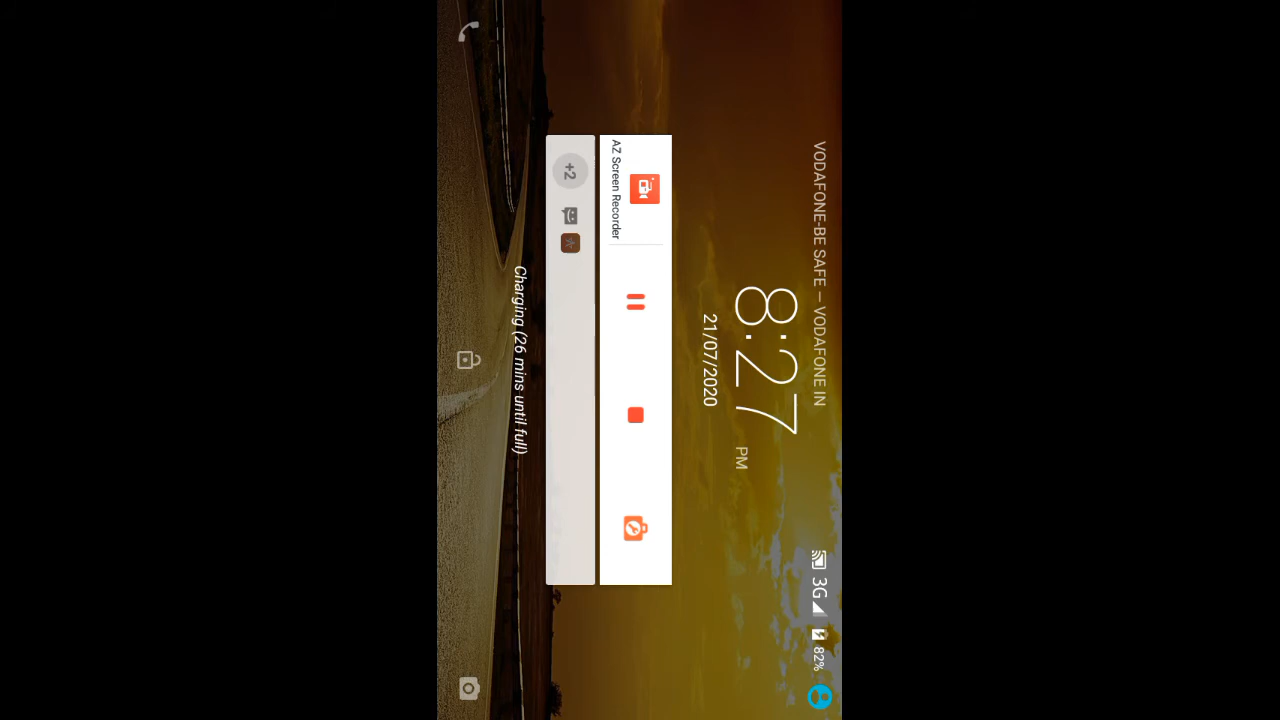 VODAFONE-BE SAFE — VODAFONE IN
3G
82%
8:27 PM
21/07/2020
AZ Screen Recorder
+2
Charging (26 mins until full)